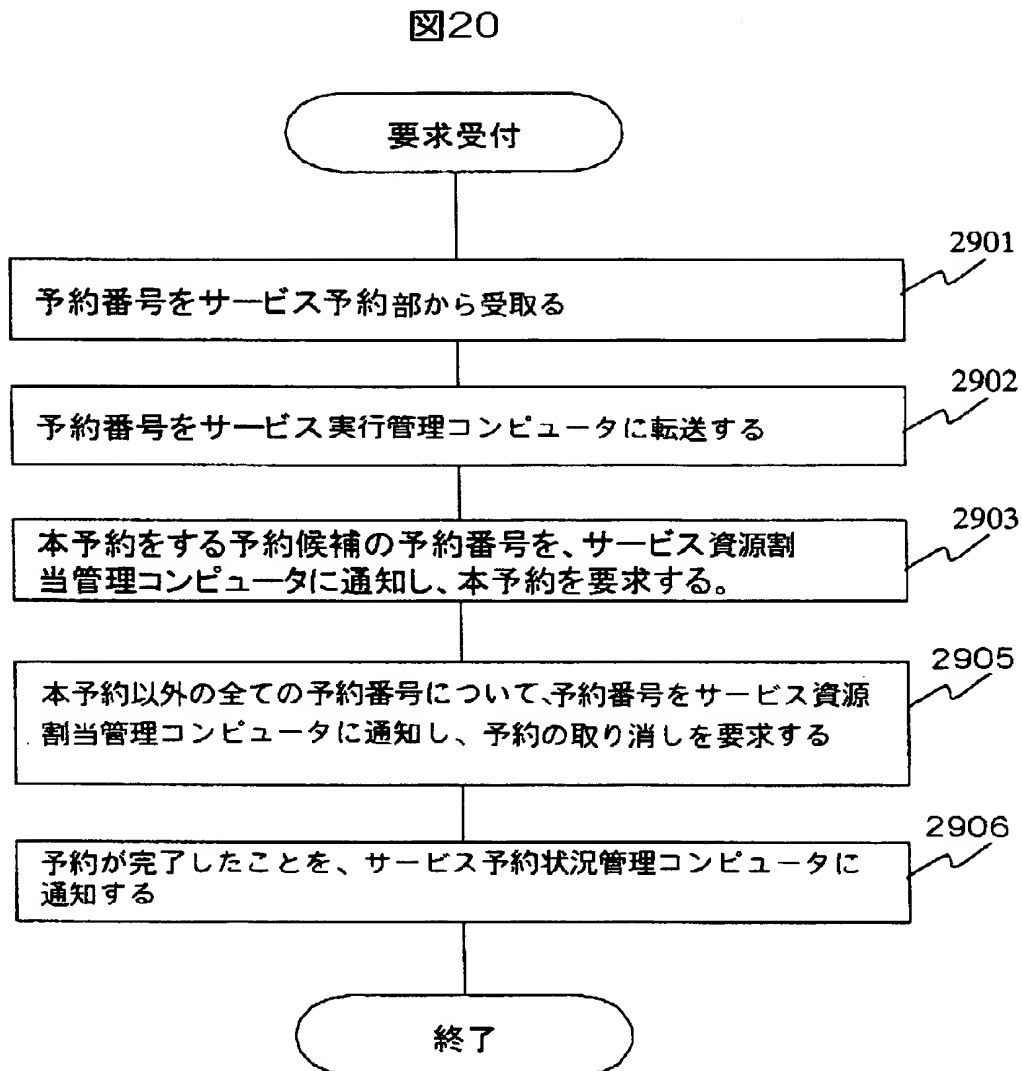 図20
要求受付
2901
予約番号をサービス予約部から受取る
2902
予約番号をサービス実行管理コンピュータに転送する
2903
本予約をする予約候補の予約番号を、サービス資源割
当管理コンピュータに通知し、本予約を要求する。
2905
本予約以外の全ての予約番号について、予約番号をサービス資源
割当管理コンピュータに通知し、予約の取り消しを要求する
2906
予約が完了したことを、サービス予約状況管理コンピュータに
通知する
終了